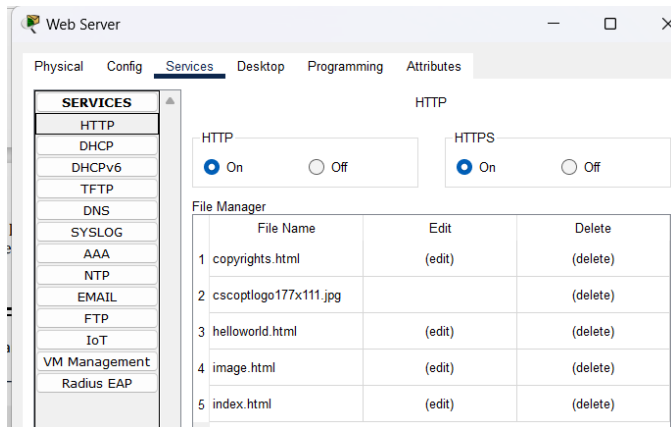 Web Server
Physical Config Services Desktop Programming Attributes
SERVICES
HTTP
DHCP
DHCPv6
TFTP
DNS
SYSLOG
AAA
NTP
EMAIL
FTP
IoT
VM Management
Radius EAP
HTTP
HTTP
On Off
HTTPS
On Off
File Manager
File Name Edit Delete
1 copyrights.html (edit) (delete)
2 cscoptlogo177x111.jpg (delete)
3 helloworld.html (edit) (delete)
4 image.html (edit) (delete)
5 index.html (edit) (delete)